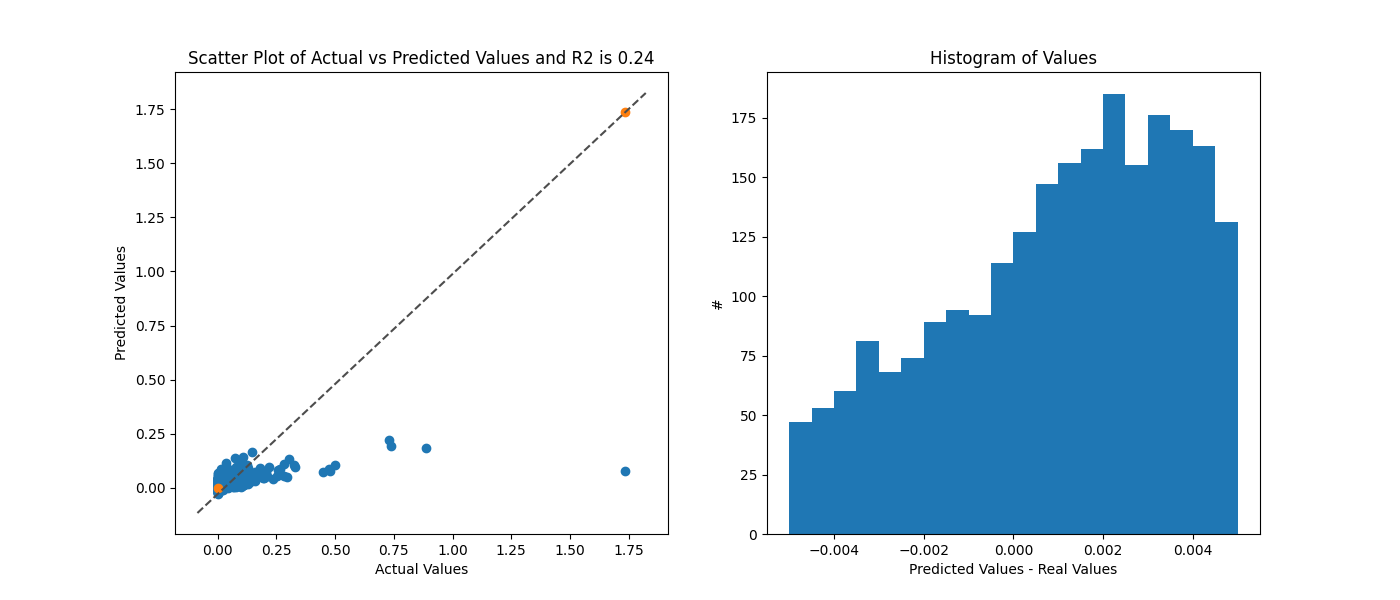 Scatter Plot of Actual vs Predicted Values and R2 is 0.24
Predicted Values
1.75
1.50
1.25
1.00
0.75
0.50
0.25
0.00
0.00 0.25 0.50 0.75 1.00 1.25 1.50 1.75
Actual Values
Histogram of Values
#
175
150
125
100
75
50
25
0
−0.004 −0.002 0.000 0.002 0.004
Predicted Values - Real Values